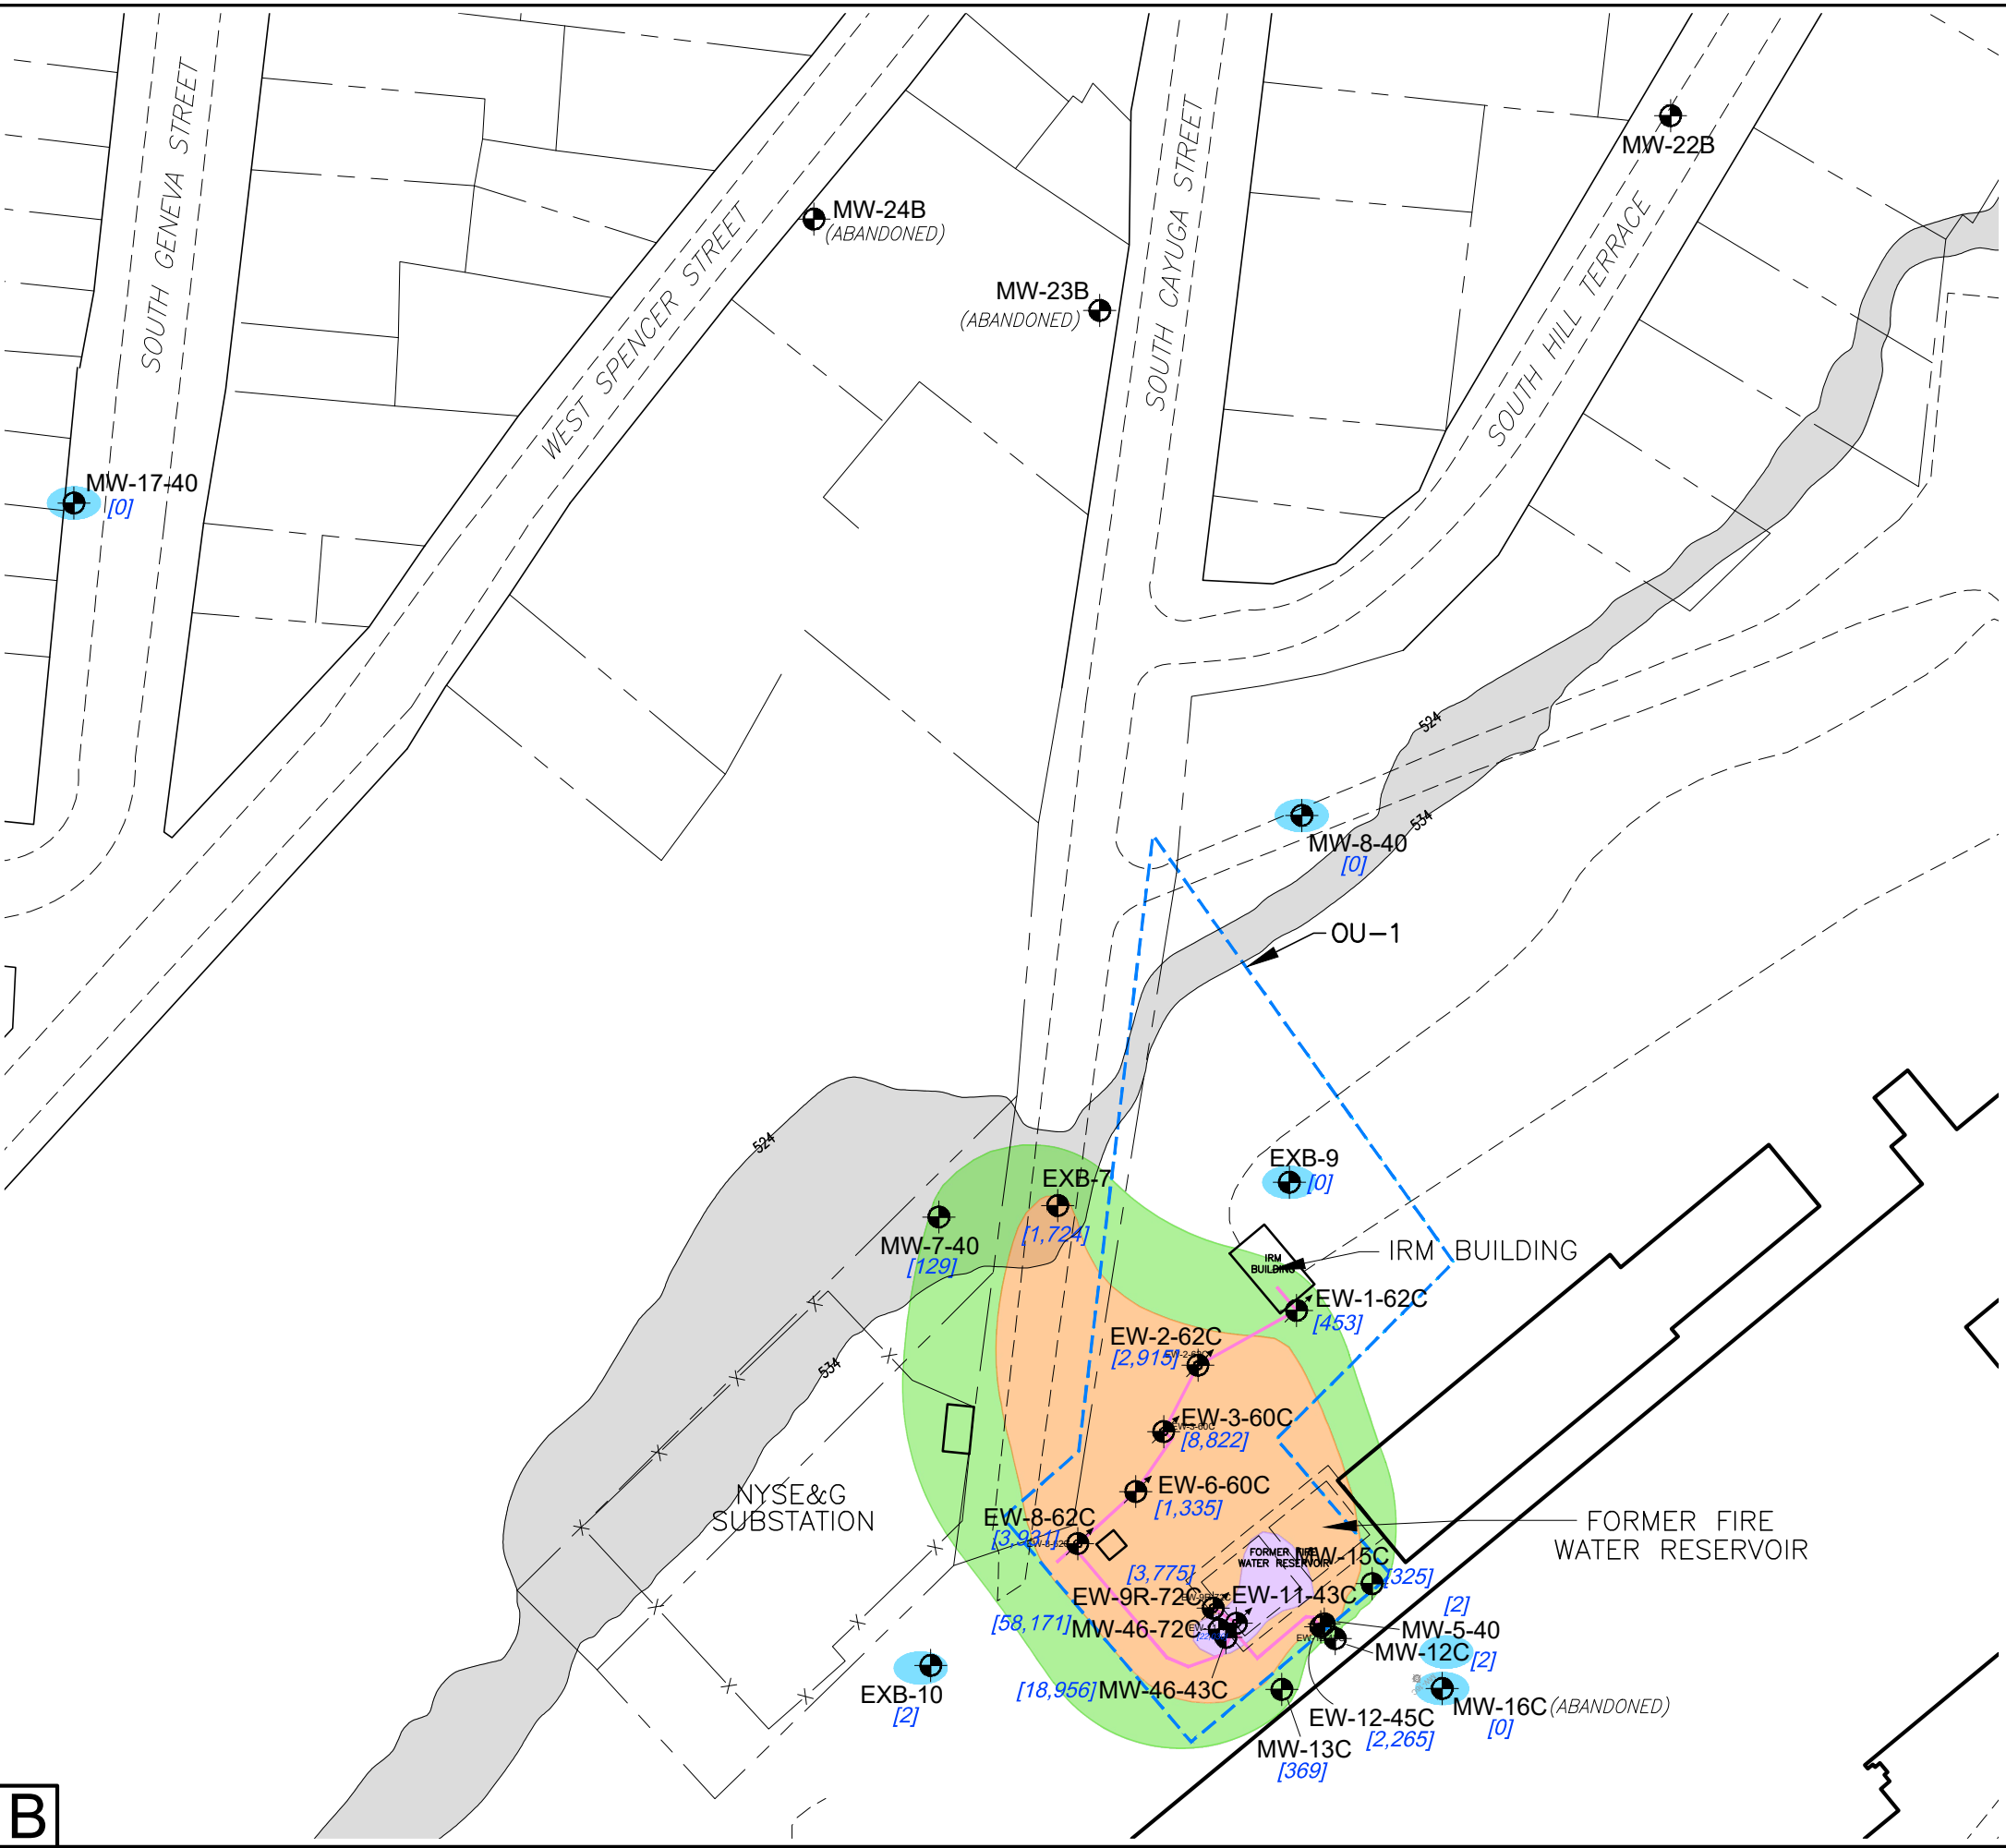 SOUTH GENEVA STREET
WEST SPENCER STREET
SOUTH CAYUGA STREET
SOUTH HILL TERRACE
MW-22B
MW-24B
(ABANDONED)
MW-23B
(ABANDONED)
MW-17-40
[0]
524
534
MW-8-40
[0]
OU-1
524
534
EXB-9
[0]
EXB-7
[1,724]
MW-7-40
[129]
IRM BUILDING
IRM
BUILDING
EW-1-62C
[453]
EW-2-62C
[2,915]
EW-3-60C
EW-3-60C
[8,822]
EW-6-60C
[1,335]
EW-8-62C
[3,931]
NYSE&G
SUBSTATION
FORMER FIRE
WATER RESERVOIR
FORMER FIRE
WATER RESERVOIR
MW-15C
[325]
[3,775]
EW-9R-72C
EW-11-43C
[58,171]
MW-46-72C
[2]
MW-5-40
MW-12C
[2]
EXB-10
[2]
[18,956]
MW-46-43C
MW-16C
(ABANDONED)
[0]
EW-12-45C
[2,265]
MW-13C
[369]
B